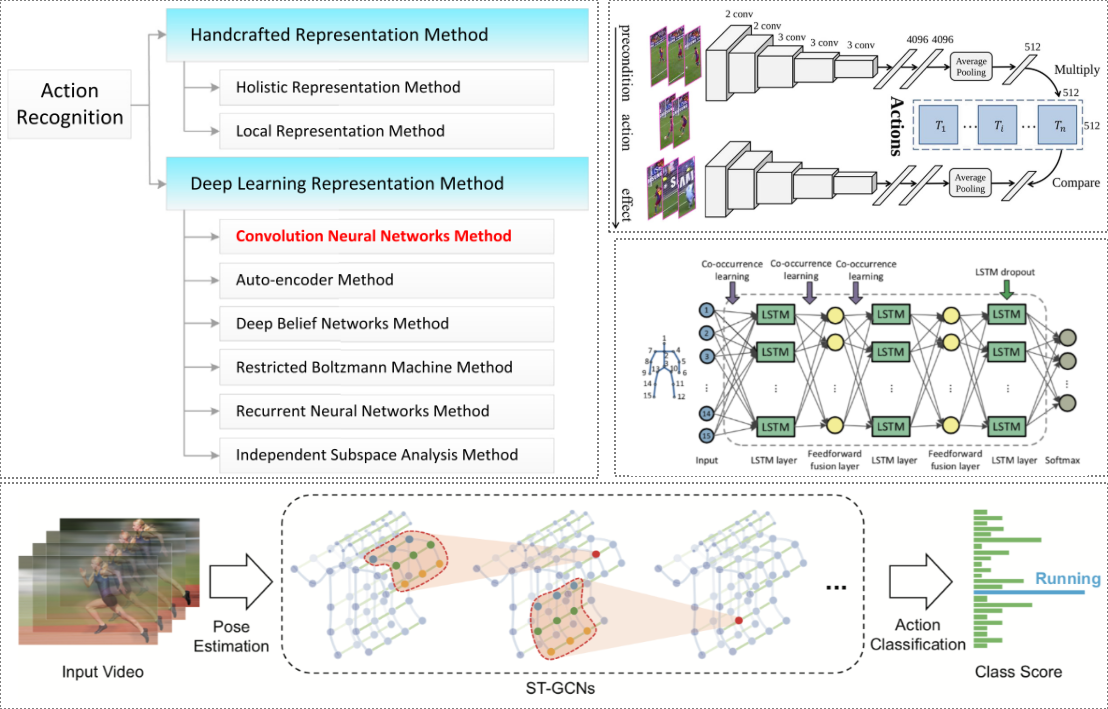 Action
Recognition
Handcrafted Representation Method
Holistic Representation Method
Local Representation Method
Deep Learning Representation Method
Convolution Neural Networks Method
Auto-encoder Method
Deep Belief Networks Method
Restricted Boltzmann Machine Method
Recurrent Neural Networks Method
Independent Subspace Analysis Method
precondition
action
effect
2 conv
2 conv
3 conv
3 conv
3 conv
4096 4096
Average
Pooling
512
Multiply
512
Actions
T1 ... Ti ... Tn
512
Average
Pooling
Compare
Co-occurrence
learning
Co-occurrence
learning
Co-occurrence
learning
LSTM dropout
1
2
3
14
15
LSTM LSTM LSTM
LSTM LSTM LSTM
LSTM LSTM LSTM
1
7 4
2
8 3 5
9 13 10 6
14 11
15 12
Input
LSTM layer
Feedforward
fusion layer
LSTM layer
Feedforward
fusion layer
LSTM layer
Softmax
Input Video
Pose
Estimation
ST-GCNs
...
Action
Classification
Running
Class Score